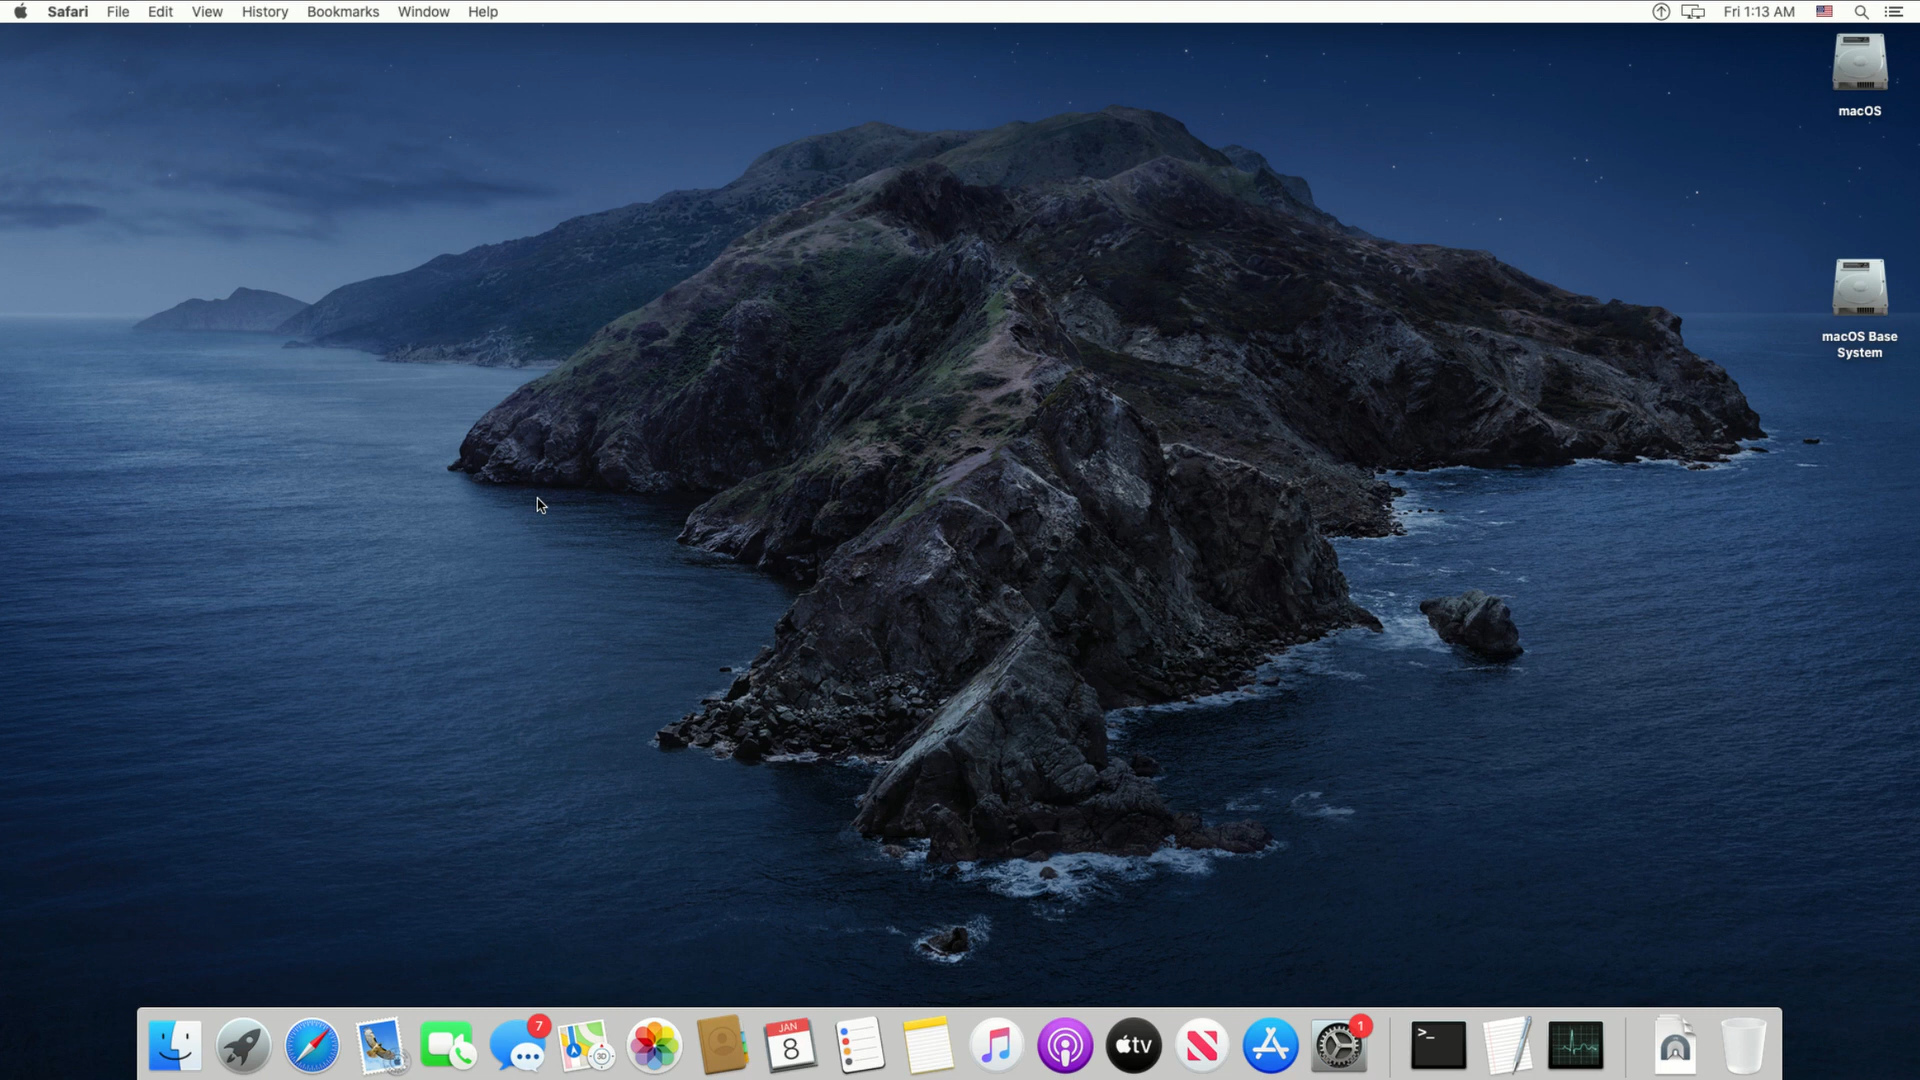 Safari File Edit View History Bookmarks Window Help Fri 1:13 AM
macOS
macOS Base
System
7
3D
JAN
8
tv
1
>_